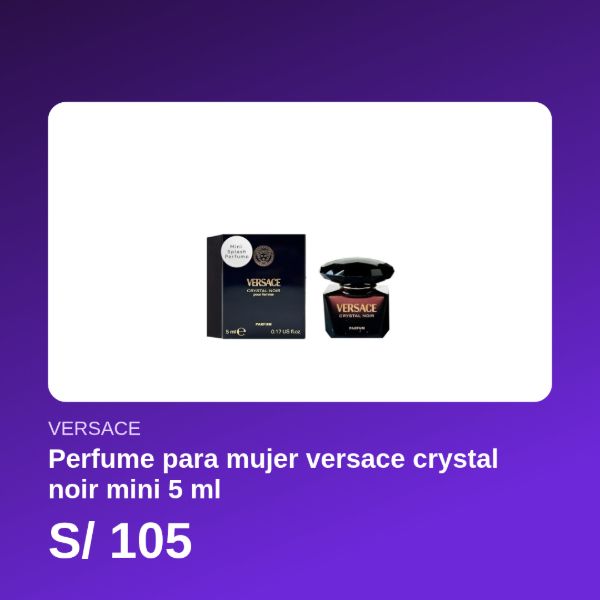 Mini
Splash
Perfume
VERSACE
CRYSTAL NOIR
pour femme
PARFUM
5 ml e 0.17 US fl.oz
VERSACE
CRYSTAL NOIR
PARFUM
VERSACE
Perfume para mujer versace crystal
noir mini 5 ml
S/ 105